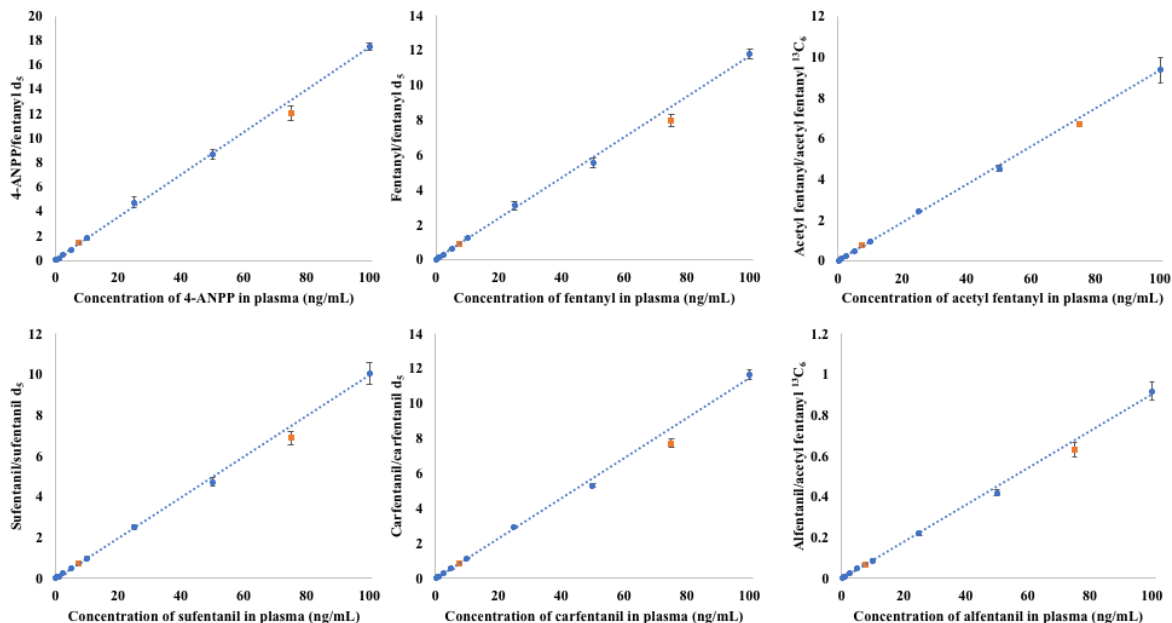 20
18
16
14
12
10
8
6
4
2
0
0 20 40 60 80 100
4-ANPP/fentanyl d₅
Concentration of 4-ANPP in plasma (ng/mL)
14
12
10
8
6
4
2
0
0 20 40 60 80 100
Fentanyl/fentanyl d₅
Concentration of fentanyl in plasma (ng/mL)
12
10
8
6
4
2
0
0 20 40 60 80 100
Acetyl fentanyl/acetyl fentanyl ¹³C₆
Concentration of acetyl fentanyl in plasma (ng/mL)
12
10
8
6
4
2
0
0 20 40 60 80 100
Sufentanil/sufentanil d₅
Concentration of sufentanil in plasma (ng/mL)
14
12
10
8
6
4
2
0
0 20 40 60 80 100
Carfentanil/carfentanil d₅
Concentration of carfentanil in plasma (ng/mL)
1.2
1
0.8
0.6
0.4
0.2
0
0 20 40 60 80 100
Alfentanil/acetyl fentanyl ¹³C₆
Concentration of alfentanil in plasma (ng/mL)